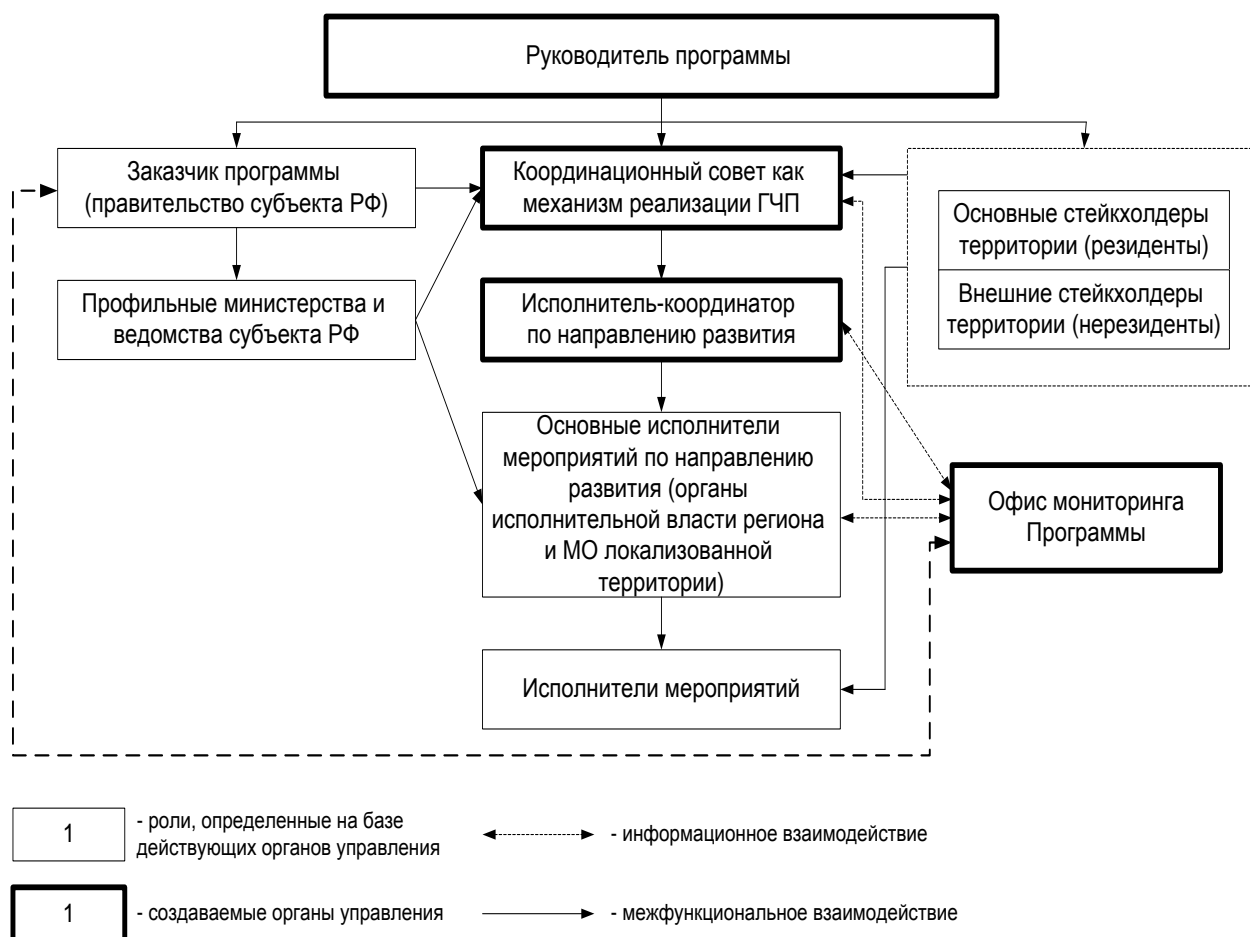 Руководитель программы
Заказчик программы
(правительство субъекта РФ)
Координационный совет как
механизм реализации ГЧП
Основные стейкхолдеры
территории (резиденты)
Внешние стейкхолдеры
территории (нерезиденты)
Профильные министерства и
ведомства субъекта РФ
Исполнитель-координатор
по направлению развития
Основные исполнители
мероприятий по направлению
развития (органы
исполнительной власти региона
и МО локализованной
территории)
Офис мониторинга
Программы
Исполнители мероприятий
1
- роли, определенные на базе
действующих органов управления
- информационное взаимодействие
1
- создаваемые органы управления
- межфункциональное взаимодействие